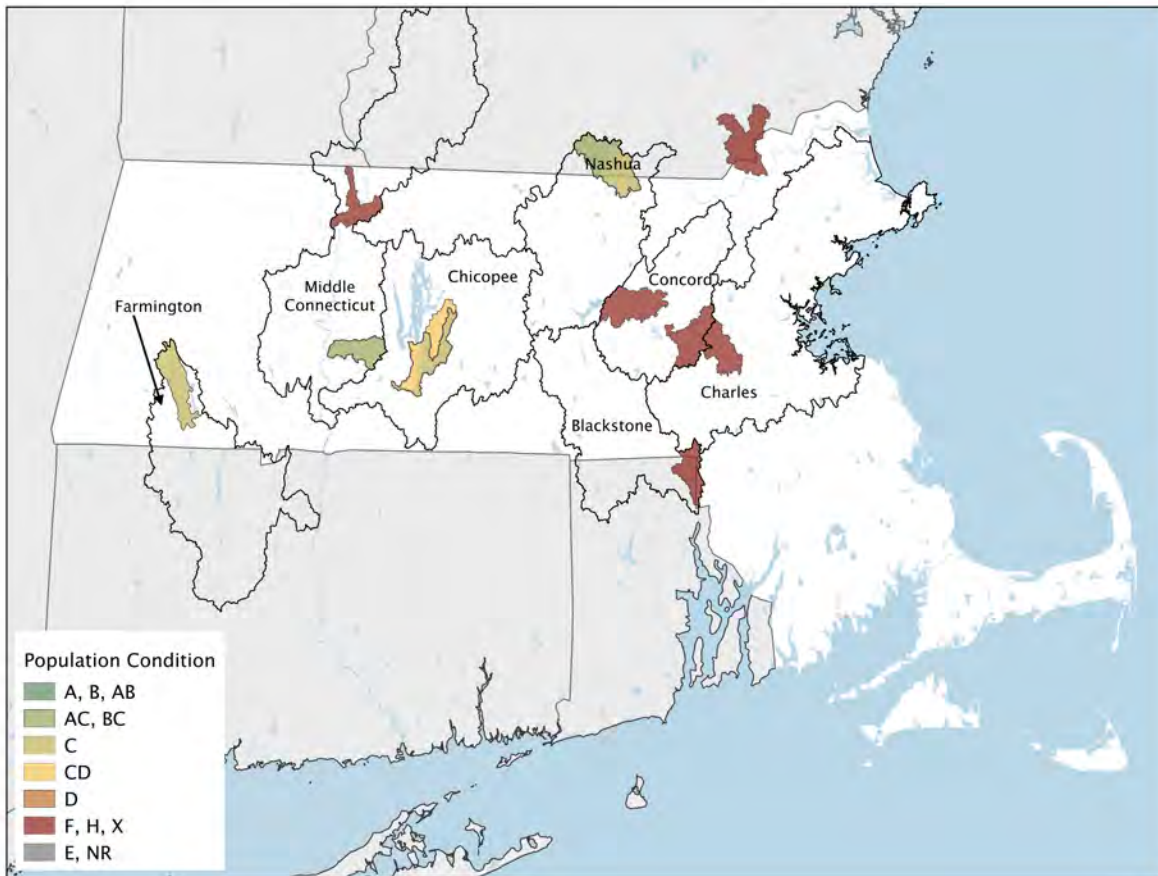 Nashua
Middle
Connecticut
Chicopee
Concord
Farmington
Charles
Blackstone
Population Condition
A, B, AB
AC, BC
C
CD
D
F, H, X
E, NR